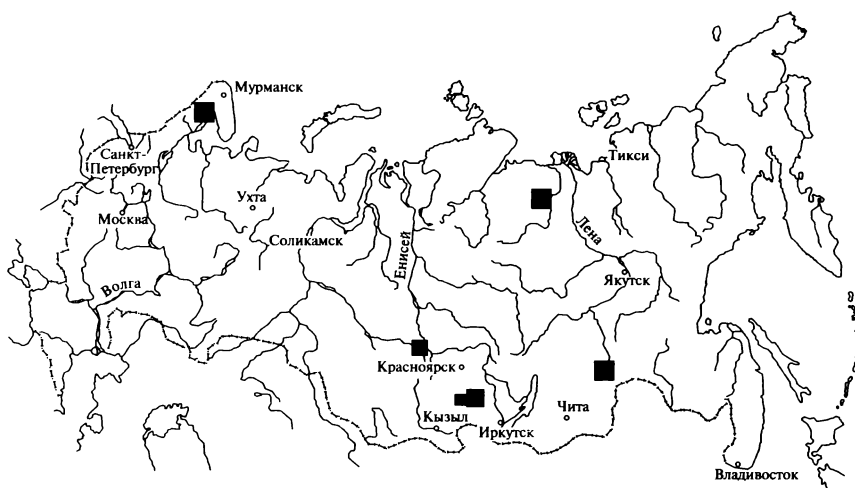 Мурманск
Санкт-
Петербург
Тикси
Ухта
Москва
Лена
Соликамск
Енисей
Якутск
Волга
Красноярск
Кызыл
Иркутск
Чита
Владивосток